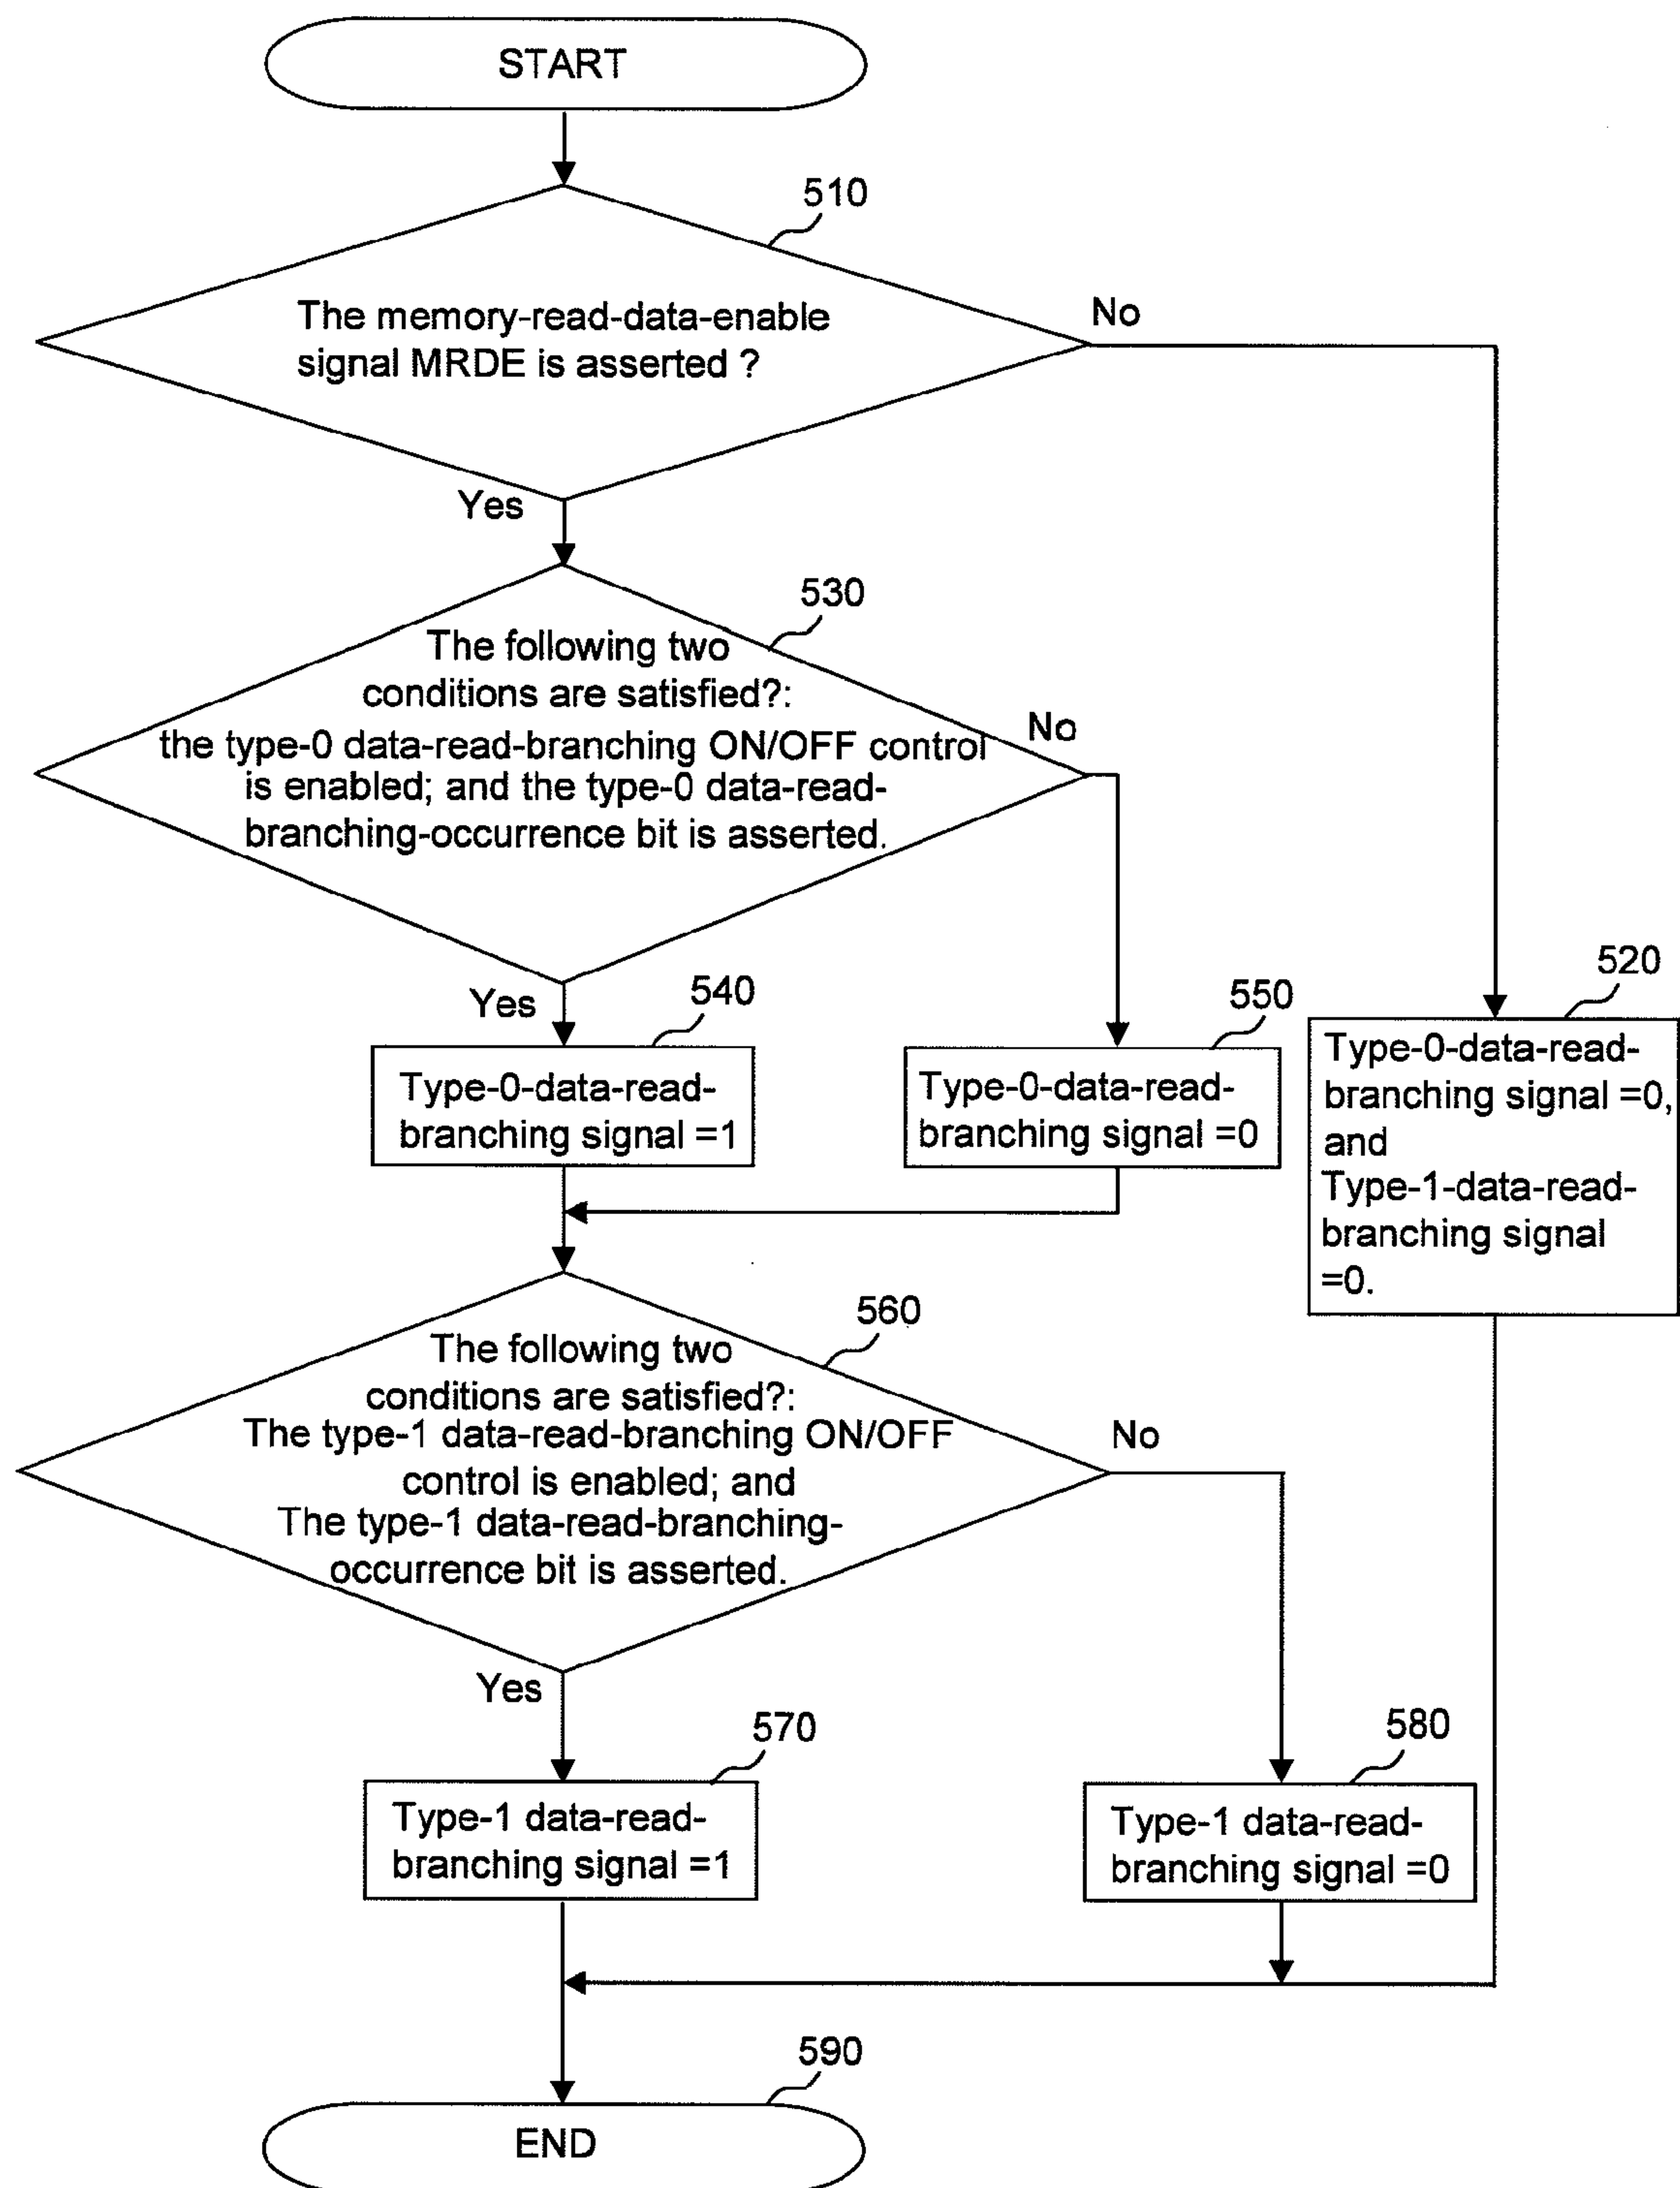 START
510
The memory-read-data-enable
signal MRDE is asserted ?
No
Yes
530
The following two
conditions are satisfied?:
the type-0 data-read-branching ON/OFF control
is enabled; and the type-0 data-read-
branching-occurrence bit is asserted.
No
Yes
540
Type-0-data-read-
branching signal =1
550
Type-0-data-read-
branching signal =0
520
Type-0-data-read-
branching signal =0,
and
Type-1-data-read-
branching signal
=0.
560
The following two
conditions are satisfied?:
The type-1 data-read-branching ON/OFF
control is enabled; and
The type-1 data-read-branching-
occurrence bit is asserted.
No
Yes
570
Type-1 data-read-
branching signal =1
580
Type-1 data-read-
branching signal =0
590
END